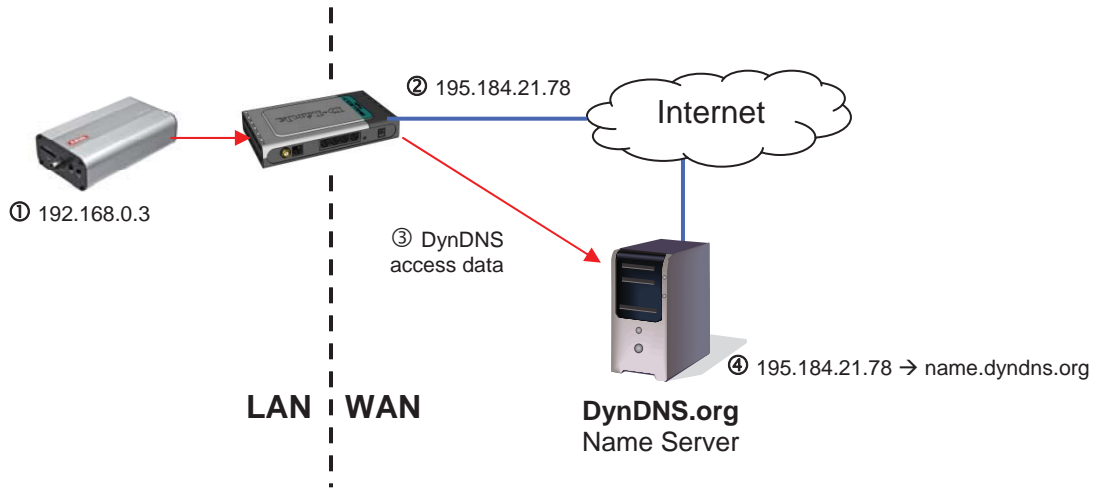 ② 195.184.21.78
Internet
D-Link
① 192.168.0.3
③ DynDNS
access data
④ 195.184.21.78 → name.dyndns.org
LAN WAN
DynDNS.org
Name Server